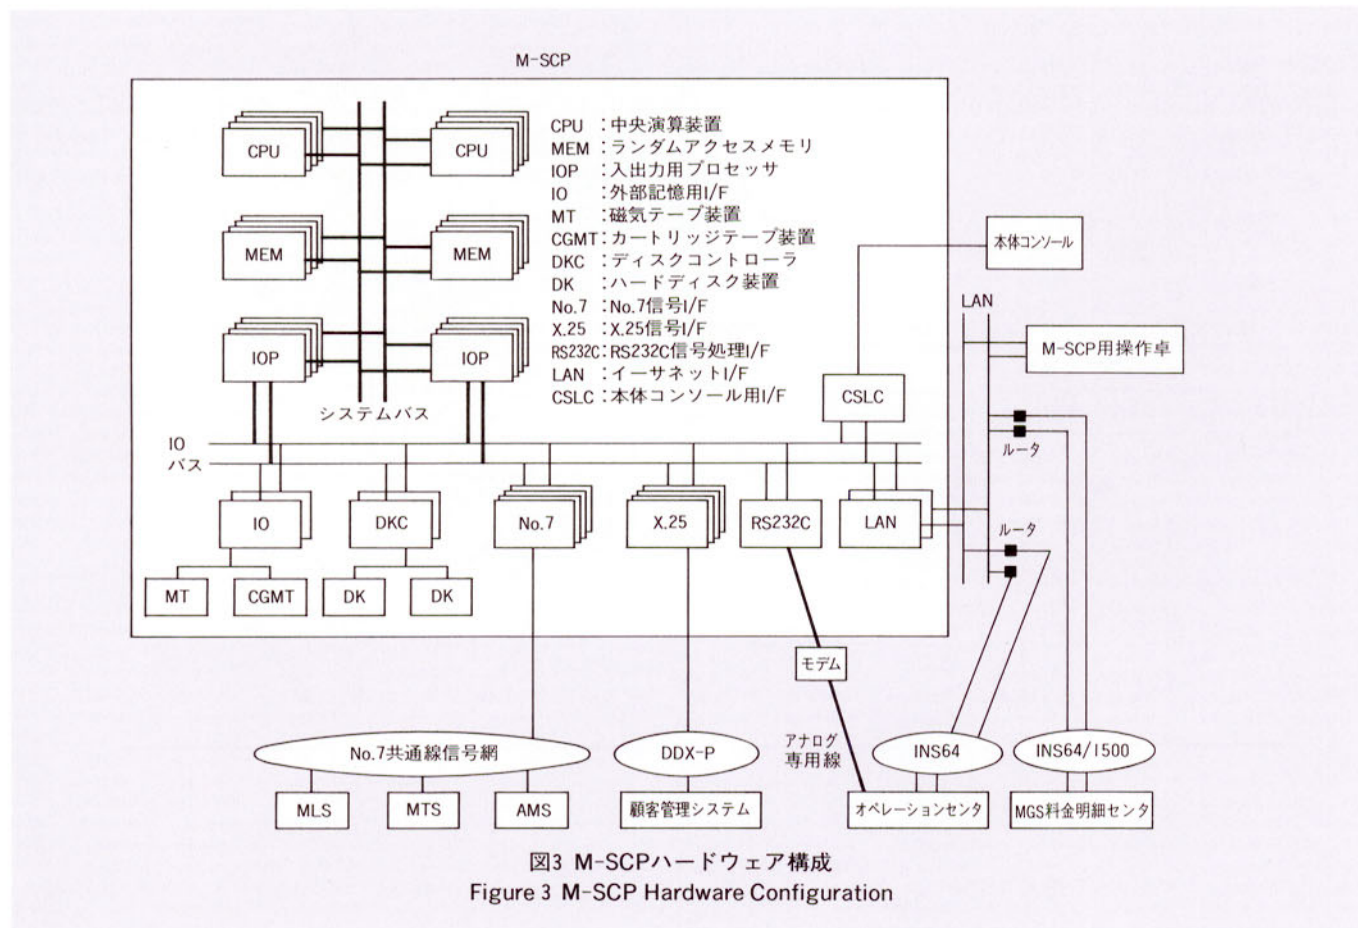 M-SCP
CPU
CPU
MEM
MEM
IOP
IOP
システムバス
CPU :中央演算装置
MEM :ランダムアクセスメモリ
IOP :入出力用プロセッサ
IO :外部記憶用I/F
MT :磁気テープ装置
CGMT:カートリッジテープ装置
DKC :ディスクコントローラ
DK :ハードディスク装置
No.7 :No.7信号I/F
X.25 :X.25信号I/F
RS232C:RS232C信号処理I/F
LAN :イーサネットI/F
CSLC :本体コンソール用I/F
本体コンソール
LAN
M-SCP用操作卓
CSLC
ルータ
IO
バス
IO
DKC
No.7
X.25
RS232C
LAN
ルータ
MT
CGMT
DK
DK
モデム
アナログ
専用線
No.7共通線信号網
DDX-P
INS64
INS64/1500
MLS
MTS
AMS
顧客管理システム
オペレーションセンタ
MGS料金明細センタ
図3 M-SCPハードウェア構成
Figure 3 M-SCP Hardware Configuration